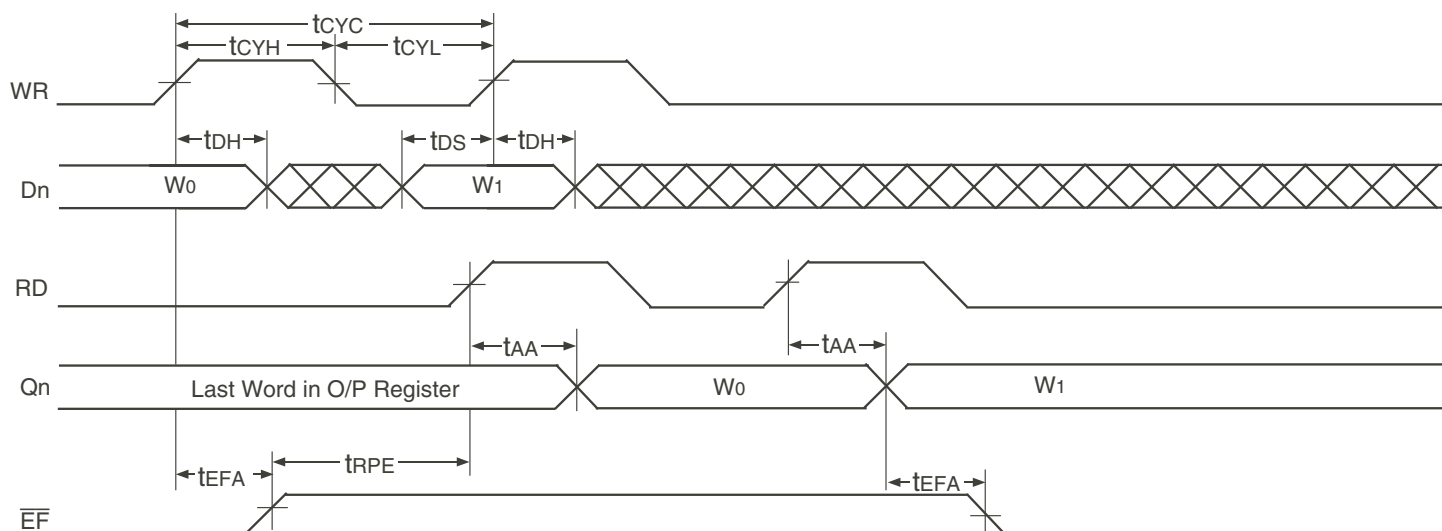 tCYC
tCYH tCYL
WR
tDH tDS tDH
Dn W0 W1
RD
tAA tAA
Qn Last Word in O/P Register W0 W1
tEFA tRPE tEFA
E̅F̅